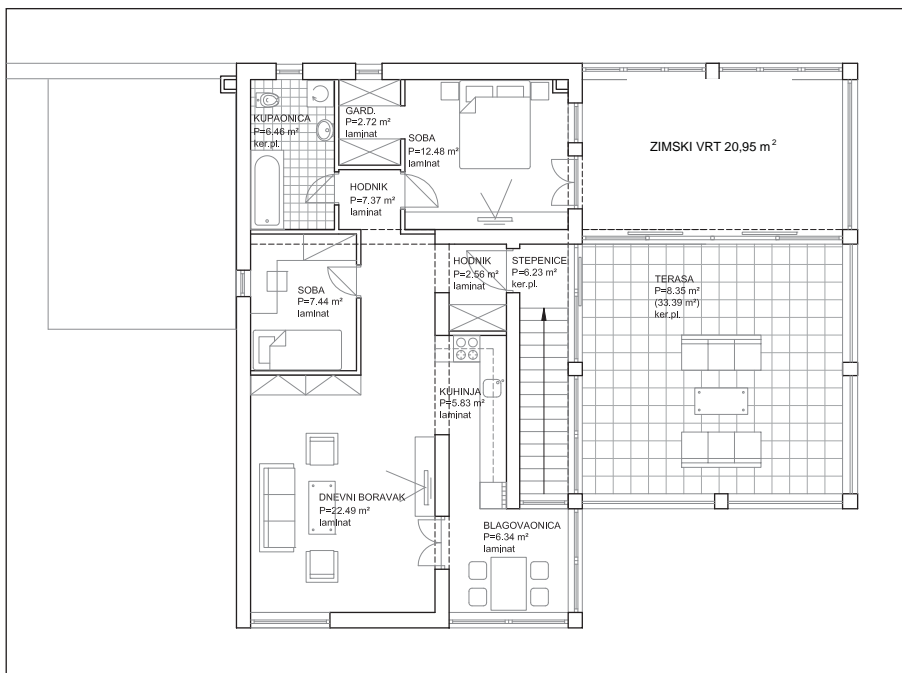 KUPAONICA
P=6.46 m²
ker.pl.
GARD.
P=2.72 m²
laminat
SOBA
P=12.48 m²
laminat
ZIMSKI VRT 20,95 m²
HODNIK
P=7.37 m²
laminat
HODNIK
P=2.56 m²
laminat
STEPENICE
P=6.23 m²
ker.pl.
TERASA
P=8.35 m²
(33.39 m²)
ker.pl.
SOBA
P=7.44 m²
laminat
KUHINJA
P=5.83 m²
laminat
DNEVNI BORAVAK
P=22.49 m²
laminat
BLAGOVAONICA
P=6.34 m²
laminat